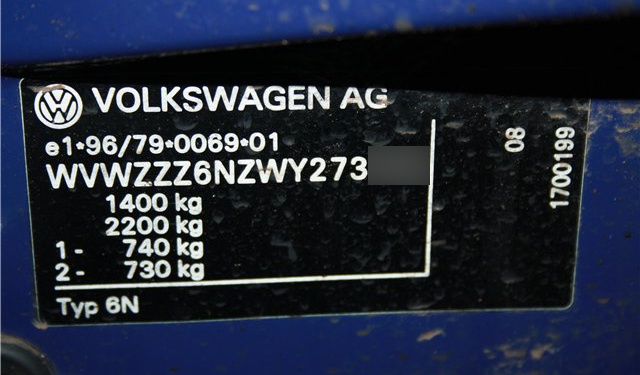 VOLKSWAGEN AG
e1*96/79*0069*01
WVWZZZ6NZWY273
1400 kg
2200 kg
1- 740 kg
2- 730 kg
Typ 6N
08
1700199